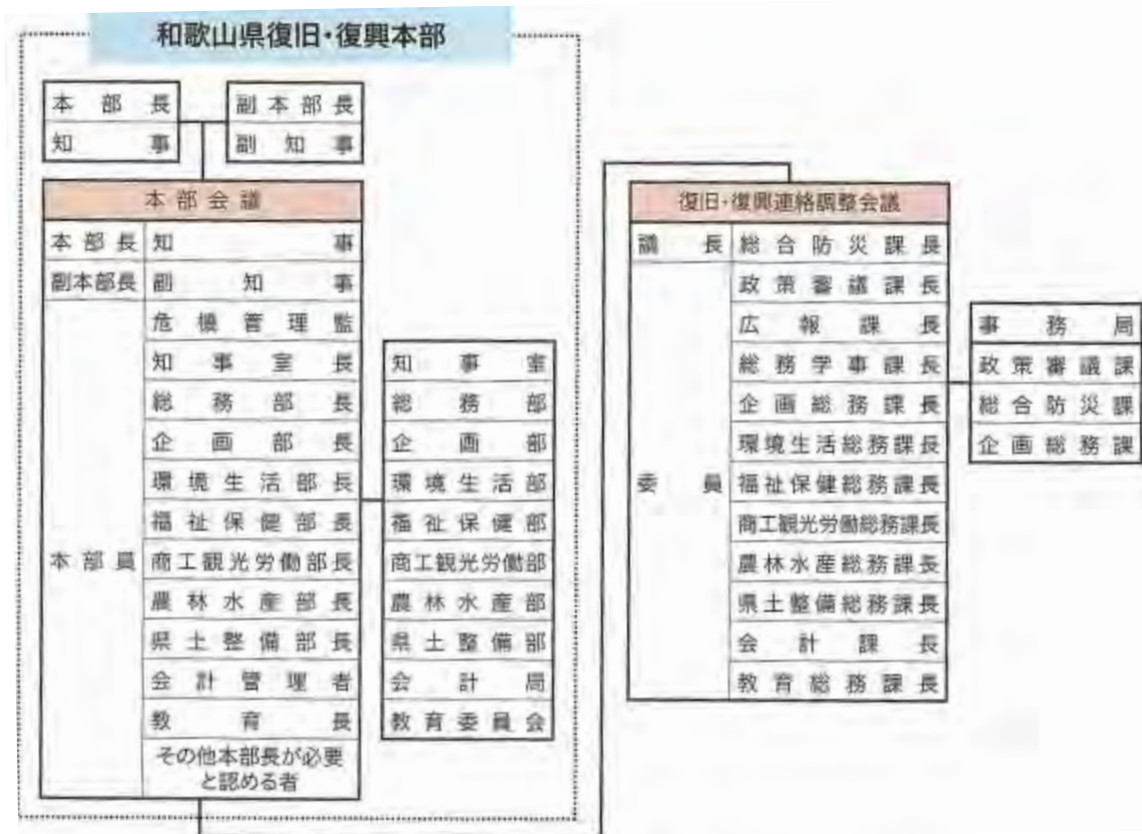 和歌山県復旧・復興本部
本部長
知事
副本部長
副知事
本部会議
本部長 知事
副本部長 副知事
本部員
危機管理監
知事室長
総務部長
企画部長
環境生活部長
福祉保健部長
商工観光労働部長
農林水産部長
県土整備部長
会計管理者
教育長
その他本部長が必要
と認める者
知事室
総務部
企画部
環境生活部
福祉保健部
商工観光労働部
農林水産部
県土整備部
会計局
教育委員会
復旧・復興連絡調整会議
議長 総合防災課長
委員
政策審議課長
広報課長
総務学事課長
企画総務課長
環境生活総務課長
福祉保健総務課長
商工観光労働総務課長
農林水産総務課長
県土整備総務課長
会計課長
教育総務課長
事務局
政策審議課
総合防災課
企画総務課